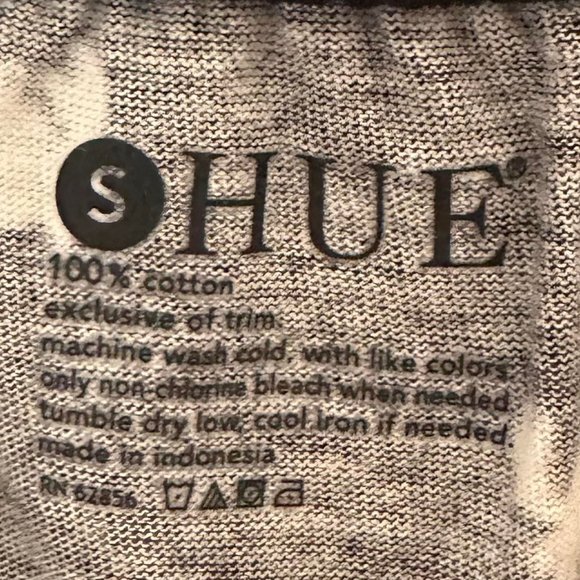 S HUE®
100% cotton
exclusive of trim.
machine wash cold, with like colors
only non-chlorine bleach when needed
tumble dry low, cool iron if needed.
made in indonesia
RN 62856